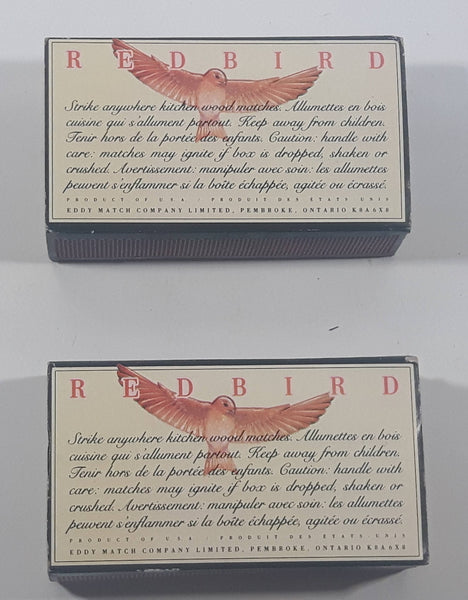 REDBIRD
Strike anywhere kitchen wood matches. Allumettes en bois
cuisine qui s'allument partout. Keep away from children.
Tenir hors de la portée des enfants. Caution: handle with
care: matches may ignite if box is dropped, shaken or
crushed. Avertissement: manipuler avec soin: les allumettes
peuvent s'enflammer si la boîte échappée, agitée ou écrassé.
PRODUCT OF USA / PRODUIT DES ETATS UNIS
EDDY MATCH COMPANY LIMITED, PEMBROKE, ONTARIO K8A6X8
REDBIRD
Strike anywhere kitchen wood matches. Allumettes en bois
cuisine qui s'allument partout. Keep away from children.
Tenir hors de la portée des enfants. Caution: handle with
care: matches may ignite if box is dropped, shaken or
crushed. Avertissement: manipuler avec soin: les allumettes
peuvent s'enflammer si la boîte échappée, agitée ou écrassé.
PRODUCT OF U.S.A. / PRODUIT DES ETATS-UNIS
EDDY MATCH COMPANY LIMITED, PEMBROKE, ONTARIO K8A6X8